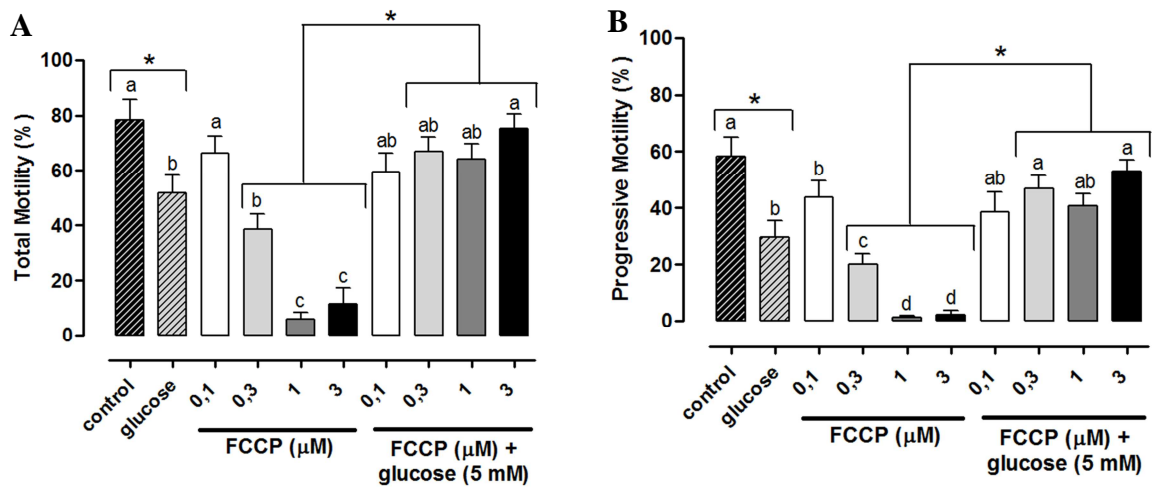 A
Total Motility (%)
100
80
60
40
20
0
*
*
a
b
a
b
c
c
ab
ab
ab
a
control
glucose
0,1
0,3
1
3
0,1
0,3
1
3
FCCP (μM)
FCCP (μM) +
glucose (5 mM)
B
Progressive Motility (%)
100
80
60
40
20
0
*
*
a
b
b
c
d
d
ab
a
ab
a
control
glucose
0,1
0,3
1
3
0,1
0,3
1
3
FCCP (μM)
FCCP (μM) +
glucose (5 mM)